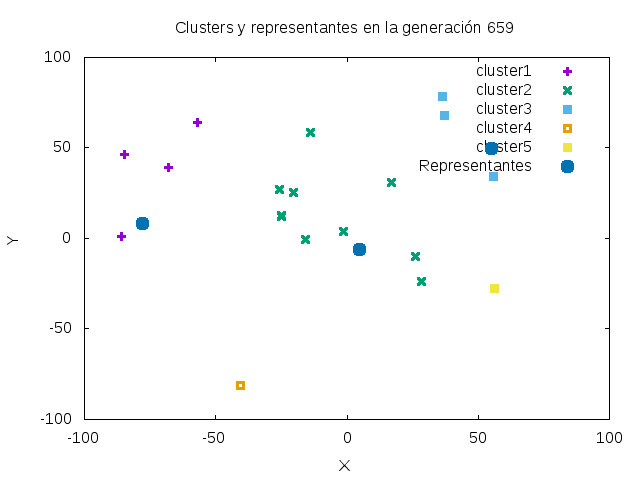 Clusters y representantes en la generación 659
100
50
0
-50
-100
-100
-50
0
50
100
Y
X
cluster1
cluster2
cluster3
cluster4
cluster5
Representantes